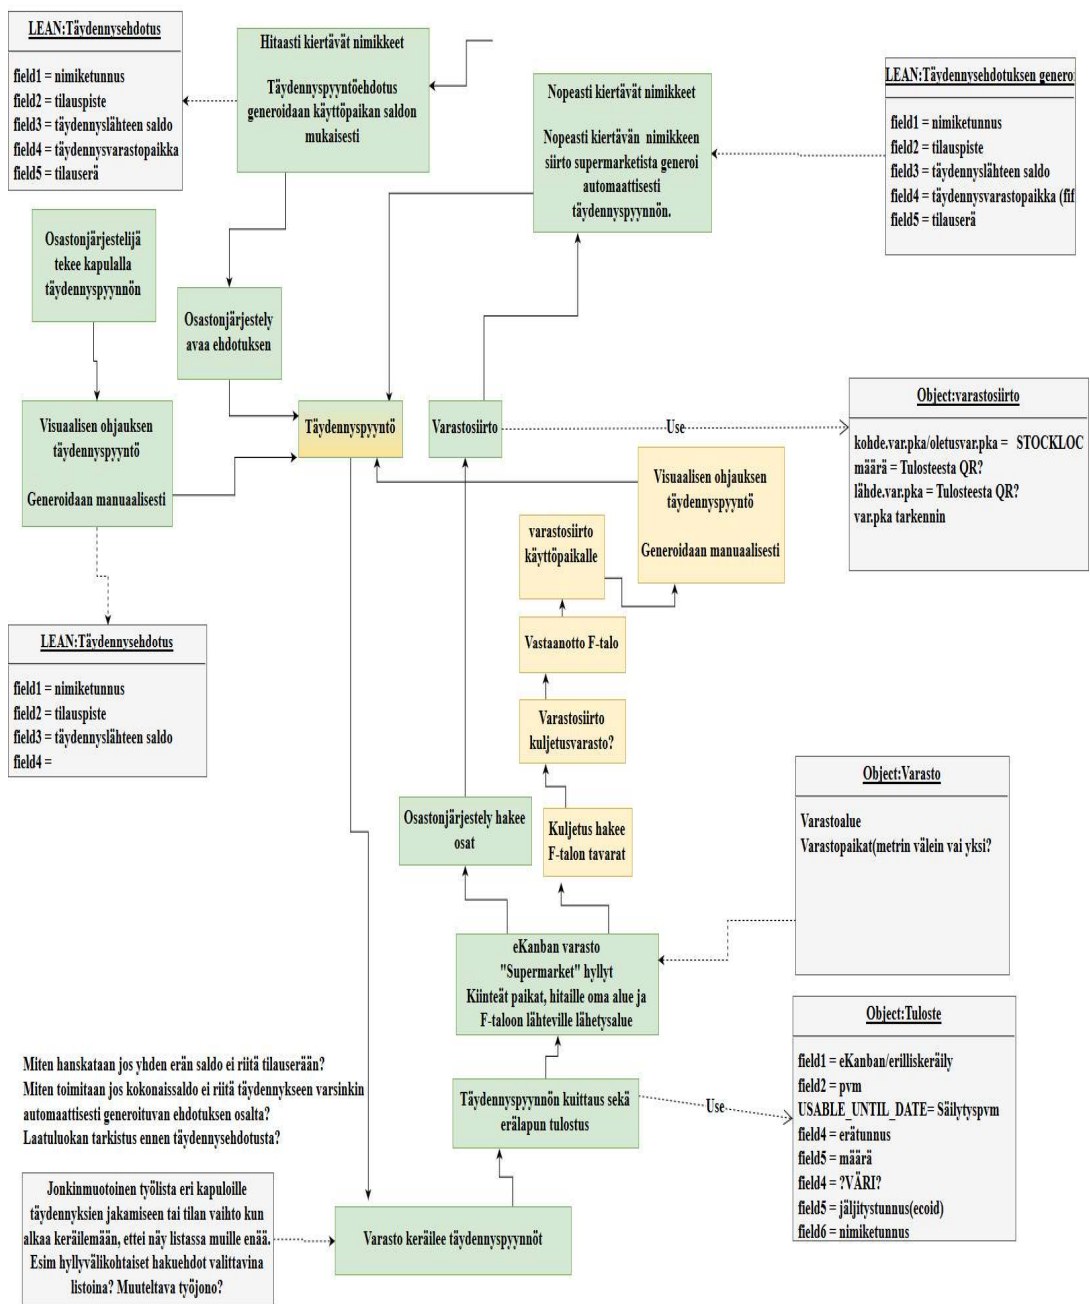 LEAN:Täydennysehdotus
field1 = nimiketunnus
field2 = tilauspiste
field3 = täydennyslähteen saldo
field4 = täydennysvarastopaikka
field5 = tilauserä
Hitaasti kiertävät nimikkeet
Täydennyspyyntöehdotus
generoidaan käyttöpaikan saldon
mukaisesti
Nopeasti kiertävät nimikkeet
Nopeasti kiertävän nimikkeen
siirto supermarketista generoi
automaattisesti
täydennyspyynnön.
LEAN:Täydennysehdotuksen generoi
field1 = nimiketunnus
field2 = tilauspiste
field3 = täydennyslähteen saldo
field4 = täydennysvarastopaikka (fif
field5 = tilauserä
Osastonjärjestelijä
tekee kapulalla
täydennyspyynnön
Osastonjärjestely
avaa ehdotuksen
Visuaalisen ohjauksen
täydennyspyyntö
Generoidaan manuaalisesti
Täydennyspyyntö
Varastosiirto
Use
Object:varastosiirto
kohde.var.pka/oletusvar.pka = STOCKLOC
määrä = Tulosteesta QR?
lähde.var.pka = Tulosteesta QR?
var.pka tarkennin
Visuaalisen ohjauksen
täydennyspyyntö
Generoidaan manuaalisesti
varastosiirto
käyttöpaikalle
Vastaanotto F-talo
Varastosiirto
kuljetusvarasto?
LEAN:Täydennysehdotus
field1 = nimiketunnus
field2 = tilauspiste
field3 = täydennyslähteen saldo
field4 =
Osastonjärjestely hakee
osat
Kuljetus hakee
F-talon tavarat
Object:Varasto
Varastoalue
Varastopaikat(metrin välein vai yksi?
eKanban varasto
"Supermarket" hyllyt
Kiinteät paikat, hitaille oma alue ja
F-taloon lähteville lähetysalue
Object:Tuloste
field1 = eKanban/erilliskeräily
field2 = pvm
USABLE_UNTIL_DATE= Säilytyspvm
field4 = erätunnus
field5 = määrä
field4 = ?VÄRI?
field5 = jäljitystunnus(ecoid)
field6 = nimiketunnus
Miten hanskataan jos yhden erän saldo ei riitä tilauserään?
Miten toimitaan jos kokonaissaldo ei riitä täydennykseen varsinkin
automaattisesti generoituvan ehdotuksen osalta?
Laatuluokan tarkistus ennen täydennysehdotusta?
Täydennyspyynnön kuittaus sekä
erälapun tulostus
Use
Jonkinmuotoinen työlista eri kapuloille
täydennyksien jakamiseen tai tilan vaihto kun
alkaa keräilemään, ettei näy listassa muille enää.
Esim hyllyvälikohtaiset hakuehdot valittavina
listoina? Muuteltava työjono?
Varasto keräilee täydennyspyynnöt